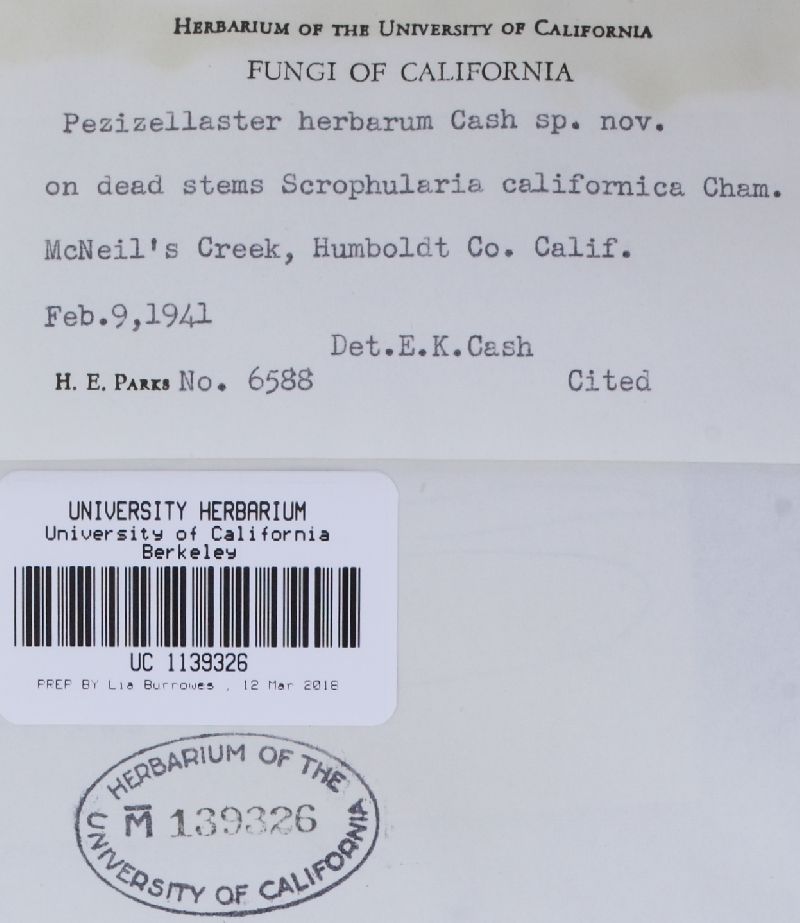 HERBARIUM OF THE UNIVERSITY OF CALIFORNIA
FUNGI OF CALIFORNIA
Pezizellaster herbarum Cash sp. nov.
on dead stems Scrophularia californica Cham.
McNeil's Creek, Humboldt Co. Calif.
Feb.9,1941
Det.E.K.Cash
H. E. PARKS No. 6588 Cited
UNIVERSITY HERBARIUM
University of California
Berkeley
UC 1139326
PREP BY Lia Burrowes , 12 Mar 2018
HERBARIUM OF THE
M̅ 139326
UNIVERSITY OF CALIFORNIA